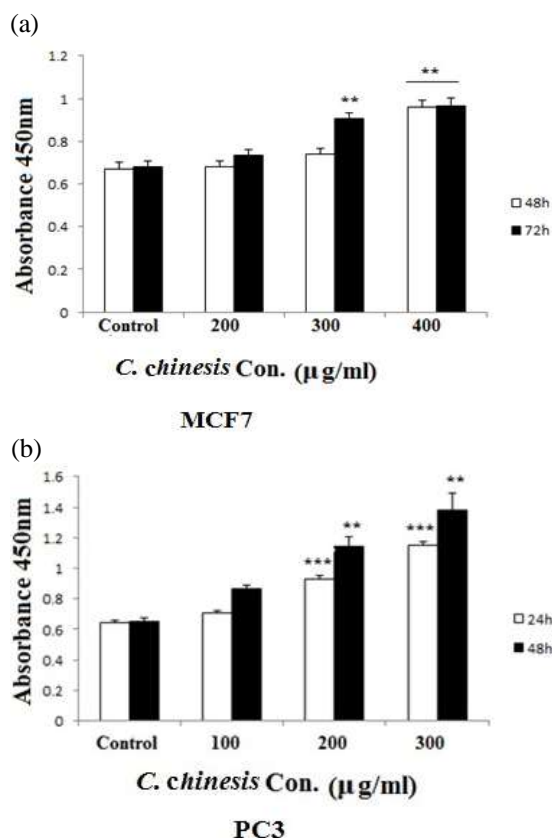 (a)
**
**
1.2
1
0.8
0.6
0.4
0.2
0
Absorbance 450nm
48h
72h
Control 200 300 400
C. chinesis Con. (µ g/ml)
MCF7
(b)
**
***
**
***
1.6
1.4
1.2
1
0.8
0.6
0.4
0.2
0
Absorbance 450nm
24h
48h
Control 100 200 300
C. chinesis Con. (µ g/ml)
PC3